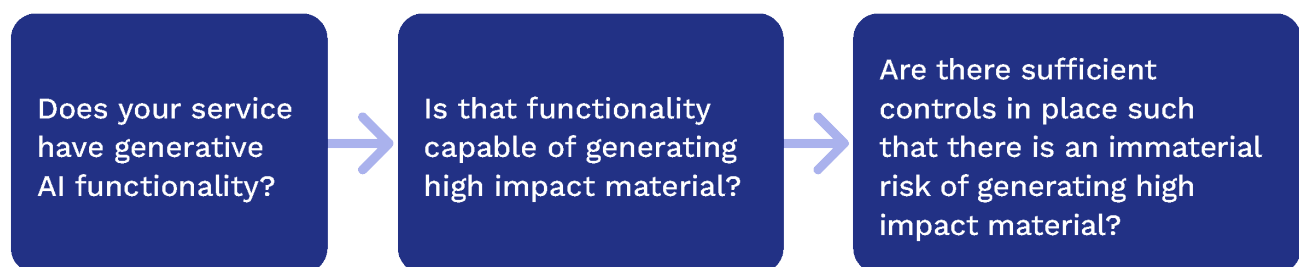 Does your service
have generative
AI functionality?
Is that functionality
capable of generating
high impact material?
Are there sufficient
controls in place such
that there is an immaterial
risk of generating high
impact material?